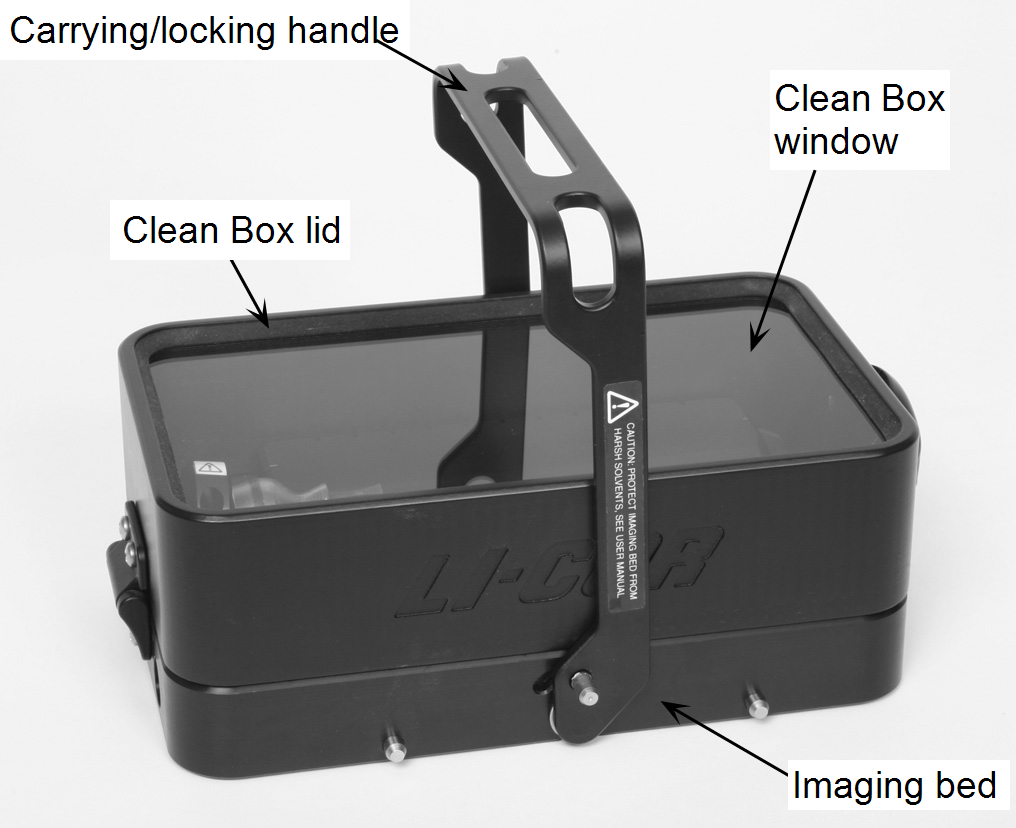 Carrying/locking handle
Clean Box
window
Clean Box lid
CAUTION: PROTECT IMAGING BED FROM
HARSH SOLVENTS, SEE USER MANUAL
LI-COR
Imaging bed